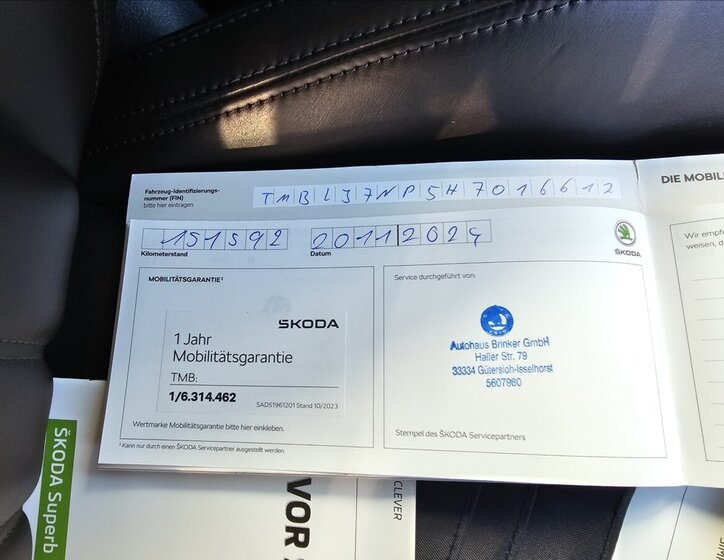 Fahrzeug-Identifizierungs-
nummer (FIN)
bitte hier eintragen
TMBLJ7NP5H7016612
151592
Kilometerstand
20112024
Datum
ŠKODA
MOBILITÄTSGARANTIE²
ŠKODA
1 Jahr
Mobilitätsgarantie
TMB:
1/6.314.462
SAD51961201 Stand 10/2023
Wertmarke Mobilitätsgarantie bitte hier einkleben.
² Kann nur durch einen ŠKODA Servicepartner ausgestellt werden.
Service durchgeführt von:
Autohaus Brinker GmbH
Haller Str. 79
33334 Gütersloh-Isselhorst
5607980
Stempel des ŠKODA Servicepartners
DIE MOBIL
Wir empf
weisen, d
ŠKODA Superb
VOR
CLEVER